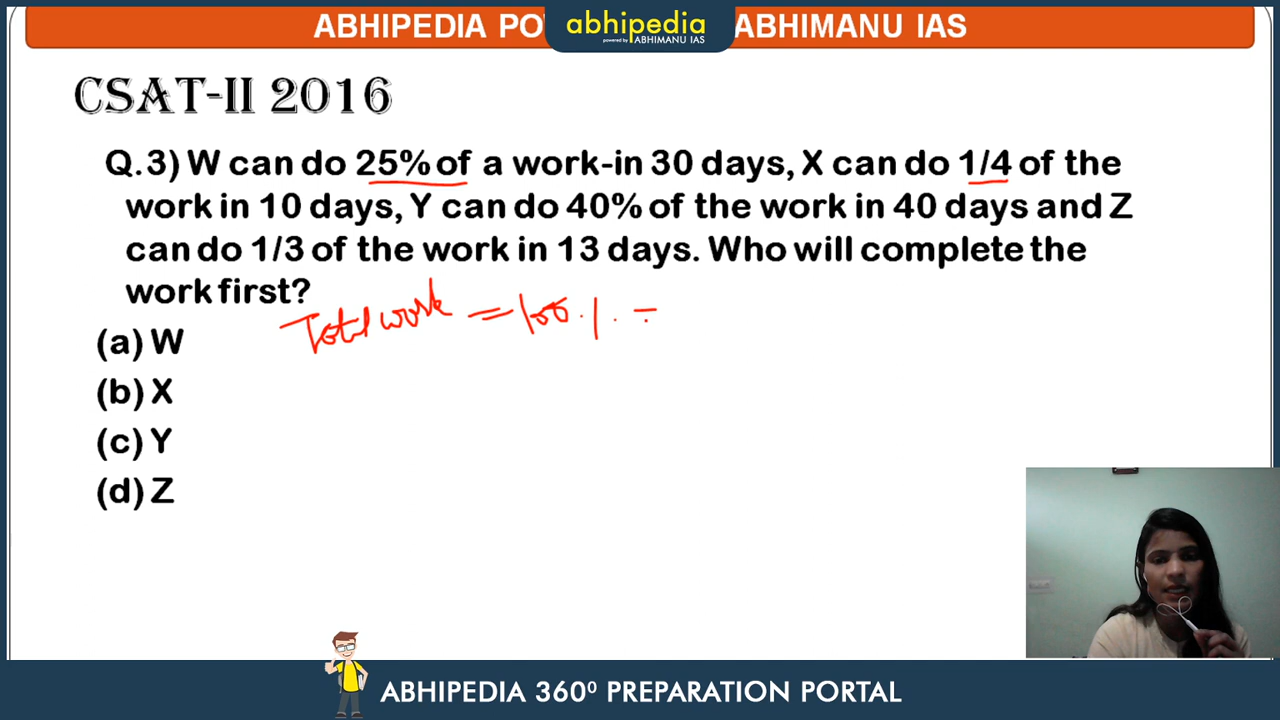 ABHIPEDIA PO ABHIMANU IAS
abhipedia
powered by ABHIMANU IAS
CSAT-II 2016
Q.3) W can do 25% of a work-in 30 days, X can do 1/4 of the
work in 10 days, Y can do 40% of the work in 40 days and Z
can do 1/3 of the work in 13 days. Who will complete the
work first?
Total work = 100% =
(a) W
(b) X
(c) Y
(d) Z
ABHIPEDIA 360⁰ PREPARATION PORTAL